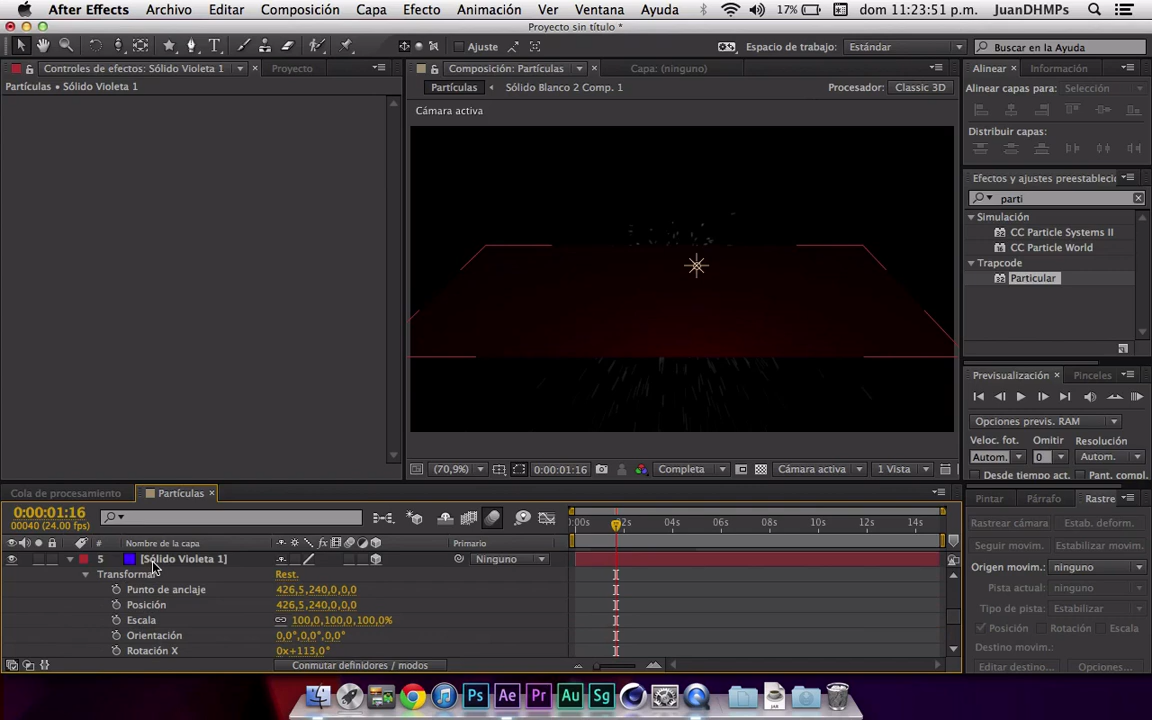 After Effects Archivo Editar Composición Capa Efecto Animación Ver Ventana Ayuda 17% dom 11:23:51 p.m. JuanDHMPs
Proyecto sin título *
Ajuste Espacio de trabajo: Estándar Buscar en la Ayuda
Controles de efectos: Sólido Violeta 1 Proyecto Composición: Partículas Capa: (ninguno) Alinear Información
Partículas • Sólido Violeta 1 Partículas Sólido Blanco 2 Comp. 1 Procesador: Classic 3D Alinear capas para: Selección
Cámara activa
Distribuir capas:
Efectos y ajustes preestableci
parti
Simulación
CC Particle Systems II
CC Particle World
Trapcode
Particular
Previsualización Pinceles
Opciones previs. RAM
Veloc. fot. Omitir Resolución
Autom. 0 Autom.
(70,9%) 0:00:01:16 Completa Cámara activa 1 Vista Desde tiempo act. Pant. compl.
Cola de procesamiento Partículas Pintar Párrafo Rastre
0:00:01:16
00040 (24.00 fps) :00s 02s 04s 06s 08s 10s 12s 14s Rastrear cámara Estab. deform.
# Nombre de la capa fx Primario Seguir movim. Estabilizar movim.
5 [Sólido Violeta 1] Ninguno Origen movim.: ninguno
Transformar Rest. Pista actual: ninguno
Punto de anclaje 426,5,240,0,0,0
Posición 426,5,240,0,0,0 Tipo de pista: Estabilizar
Escala 100,0,100,0,100,0% Posición Rotación Escala
Orientación 0,0°,0,0°,0,0° Destino movim.:
Rotación X 0x+113,0°
Conmutar definidores / modos Editar destino... Opciones...
Ps Ae Pr Au Sg